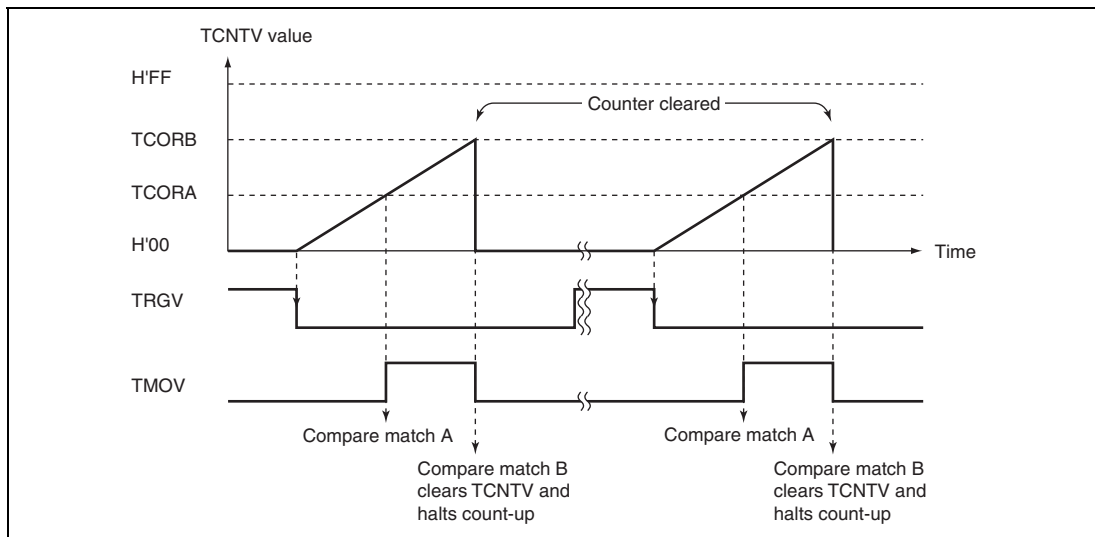 TCNTV value
H'FF
Counter cleared
TCORB
TCORA
H'00
Time
TRGV
TMOV
Compare match A
Compare match A
Compare match B
clears TCNTV and
halts count-up
Compare match B
clears TCNTV and
halts count-up